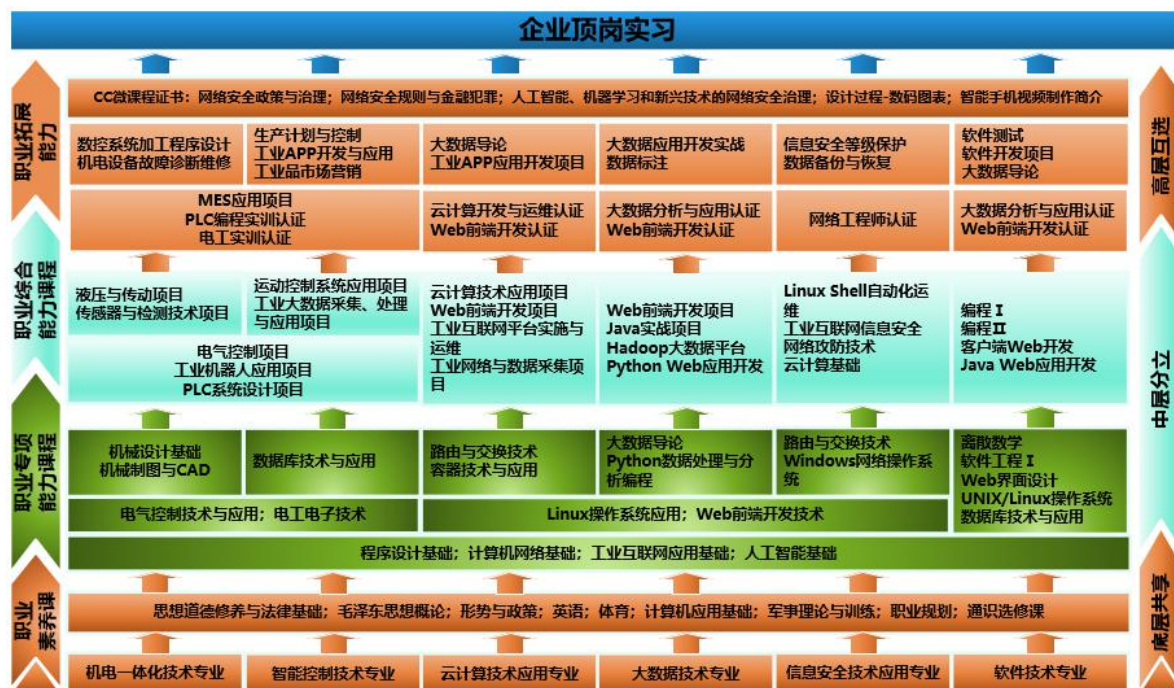 企业顶岗实习
职业拓展
能力
高层互选
CC微课程证书：网络安全政策与治理；网络安全规则与金融犯罪；人工智能、机器学习和新兴技术的网络安全治理；设计过程-数码图表；智能手机视频制作简介
数控系统加工程序设计
机电设备故障诊断维修
生产计划与控制
工业APP开发与应用
工业品市场营销
大数据导论
工业APP应用开发项目
大数据应用开发实战
数据标注
信息安全等级保护
数据备份与恢复
软件测试
软件开发项目
大数据导论
MES应用项目
PLC编程实训认证
电工实训认证
云计算开发与运维认证
Web前端开发认证
大数据分析与应用认证
Web前端开发认证
网络工程师认证
大数据分析与应用认证
Web前端开发认证
职业综合
能力课程
中层分立
液压与传动项目
传感器与检测技术项目
运动控制系统应用项目
工业大数据采集、处理
与应用项目
电气控制项目
工业机器人应用项目
PLC系统设计项目
云计算技术应用项目
Web前端开发项目
工业互联网平台实施与
运维
工业网络与数据采集项
目
Web前端开发项目
Java实战项目
Hadoop大数据平台
Python Web应用开发
Linux Shell自动化运
维
工业互联网信息安全
网络攻防技术
云计算基础
编程Ⅰ
编程Ⅱ
客户端Web开发
Java Web应用开发
职业专项
能力课程
机械设计基础
机械制图与CAD
数据库技术与应用
路由与交换技术
容器技术与应用
大数据导论
Python数据处理与分
析编程
路由与交换技术
Windows网络操作系
统
离散数学
软件工程Ⅰ
Web界面设计
UNIX/Linux操作系统
数据库技术与应用
电气控制技术与应用；电工电子技术
Linux操作系统应用；Web前端开发技术
程序设计基础；计算机网络基础；工业互联网应用基础；人工智能基础
职业
素养课
底层共享
思想道德修养与法律基础；毛泽东思想概论；形势与政策；英语；体育；计算机应用基础；军事理论与训练；职业规划；通识选修课
机电一体化技术专业
智能控制技术专业
云计算技术应用专业
大数据技术专业
信息安全技术应用专业
软件技术专业